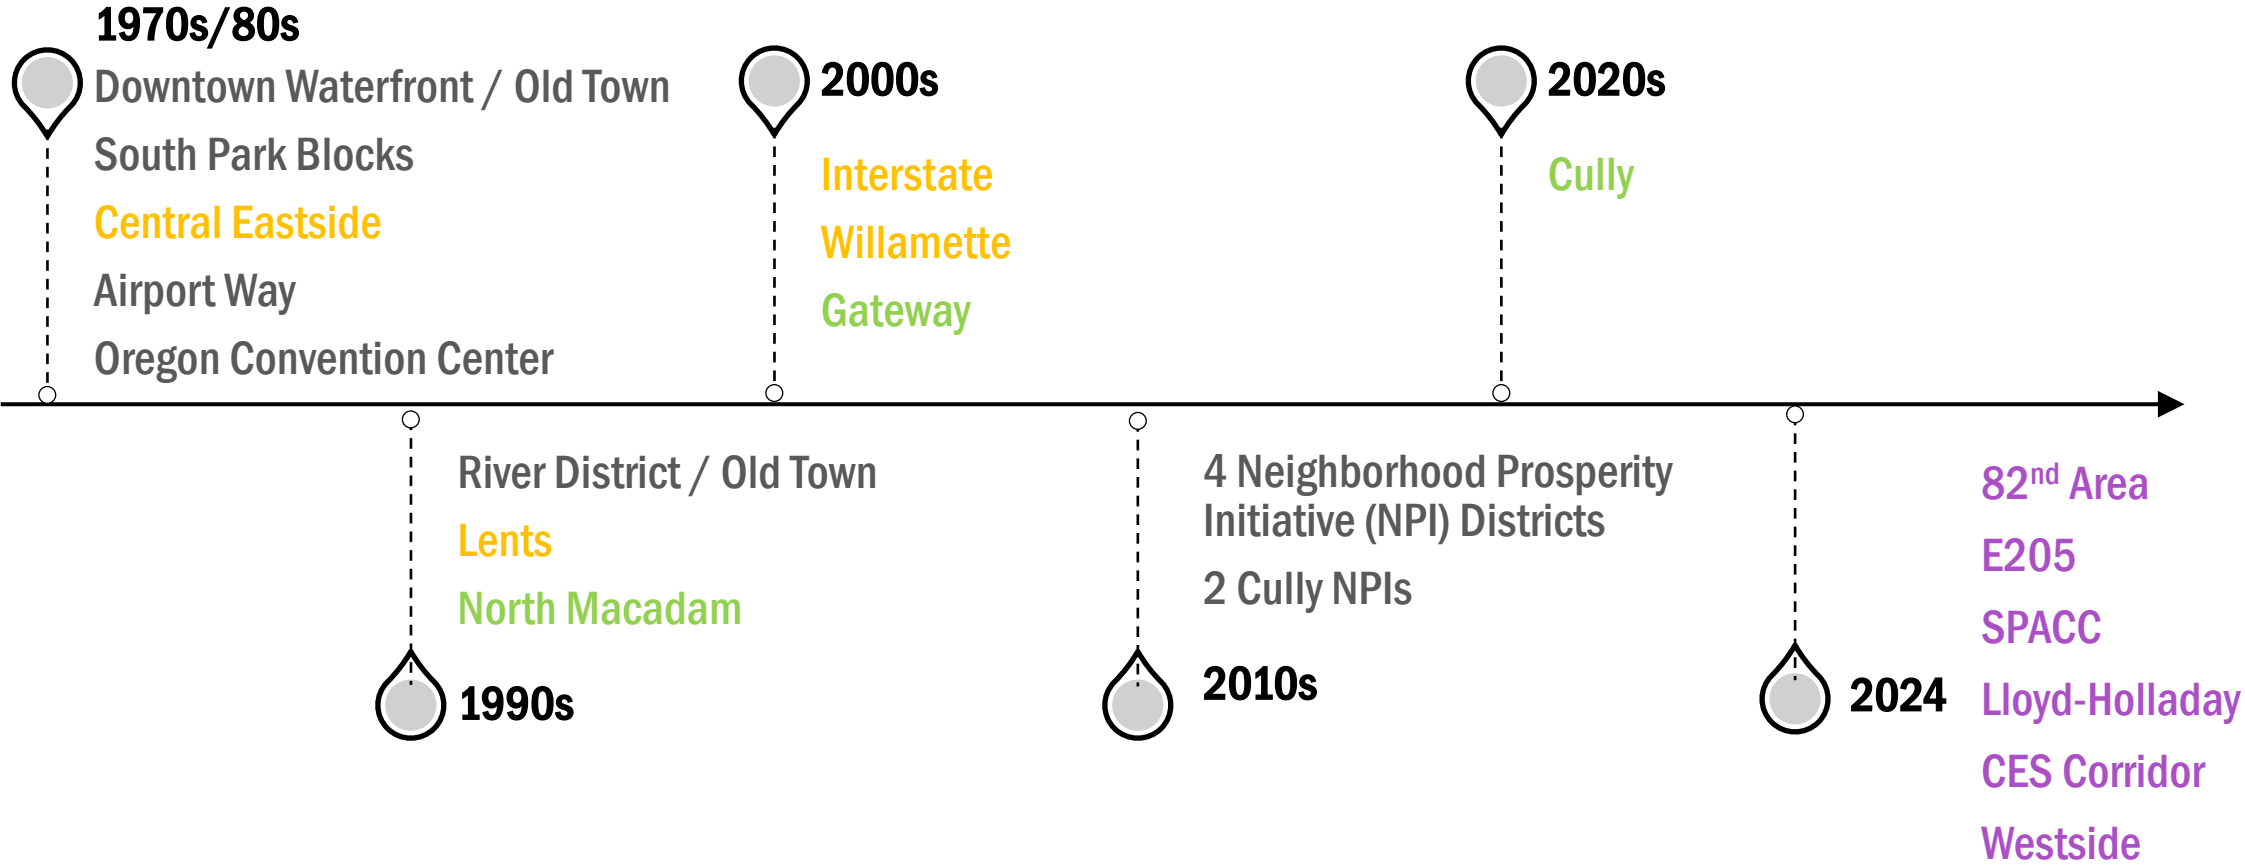 1970s/80s
Downtown Waterfront / Old Town
South Park Blocks
Central Eastside
Airport Way
Oregon Convention Center
River District / Old Town
Lents
North Macadam
1990s
2000s
Interstate
Willamette
Gateway
4 Neighborhood Prosperity
Initiative (NPI) Districts
2 Cully NPIs
2010s
2020s
Cully
2024
82nd Area
E205
SPACC
Lloyd-Holladay
CES Corridor
Westside